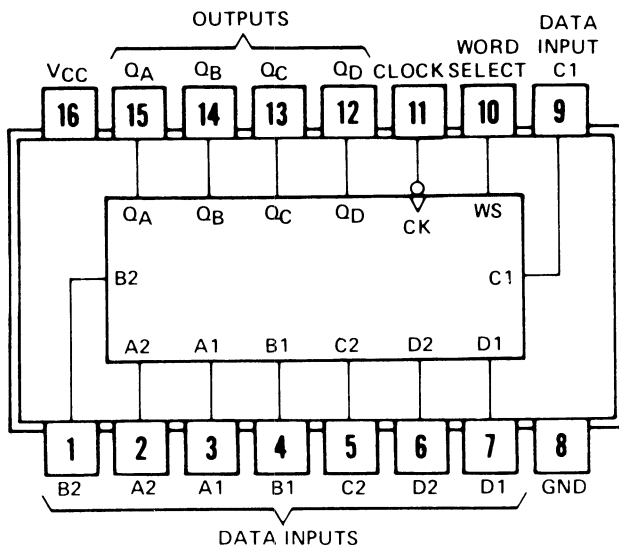 OUTPUTS
DATA
WORD INPUT
VCC QA QB QC QD CLOCK SELECT C1
16 15 14 13 12 11 10 9
QA QB QC QD CK WS
B2 C1
A2 A1 B1 C2 D2 D1
1 2 3 4 5 6 7 8
B2 A2 A1 B1 C2 D2 D1 GND
DATA INPUTS